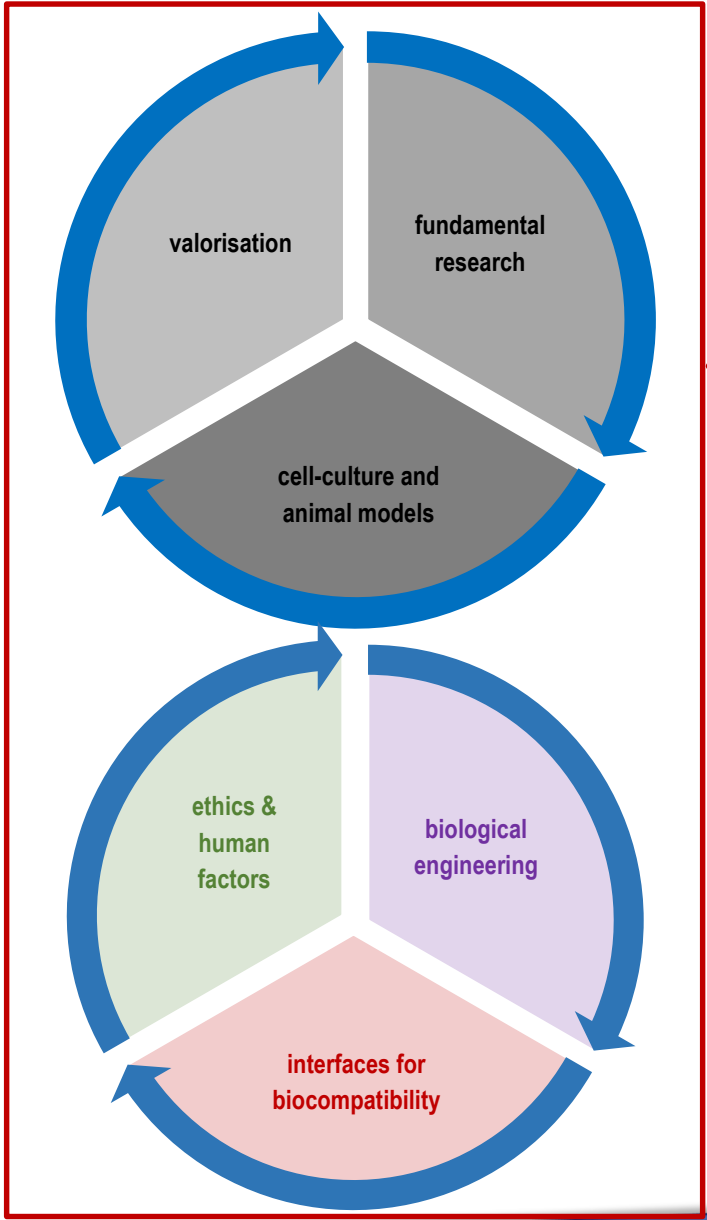 valorisation
fundamental
research
cell-culture and
animal models
ethics &
human
factors
biological
engineering
interfaces for
biocompatibility